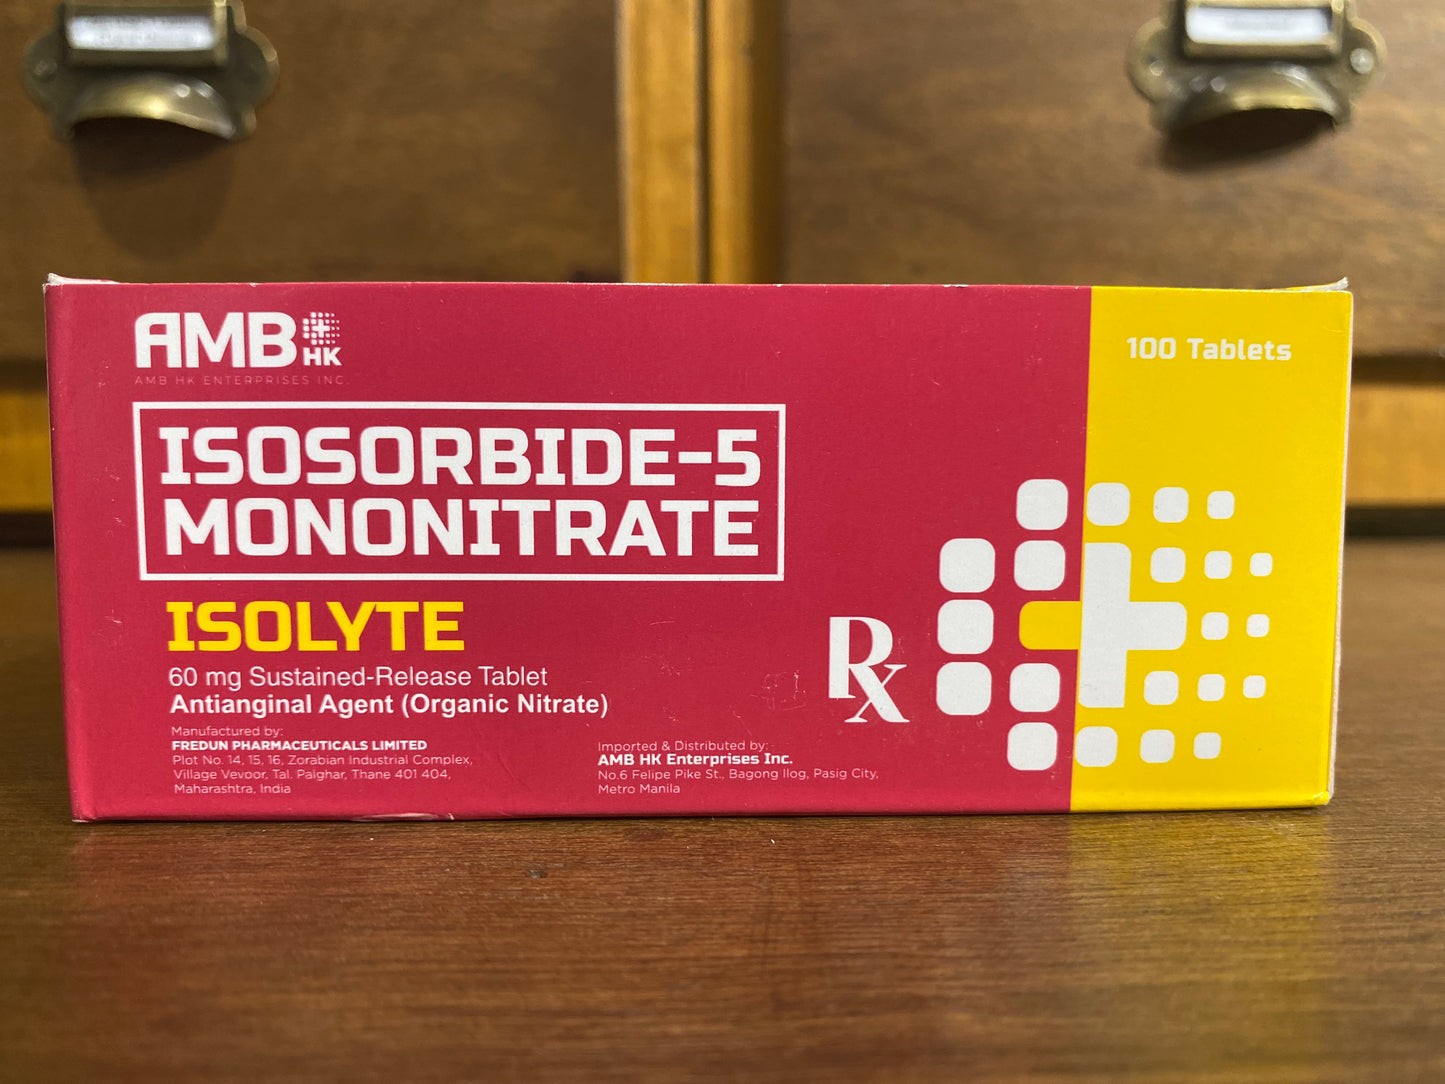 AMB
HK
AMB HK ENTERPRISES INC.
100 Tablets
ISOSORBIDE-5
MONONITRATE
ISOLYTE
60 mg Sustained-Release Tablet
Antianginal Agent (Organic Nitrate)
Rx
Manufactured by:
FREDUN PHARMACEUTICALS LIMITED
Plot No. 14, 15, 16, Zorabian Industrial Complex,
Village Vevoor, Tal. Palghar, Thane 401 404,
Maharashtra, India
Imported & Distributed by:
AMB HK Enterprises Inc.
No.6 Felipe Pike St., Bagong Ilog, Pasig City,
Metro Manila